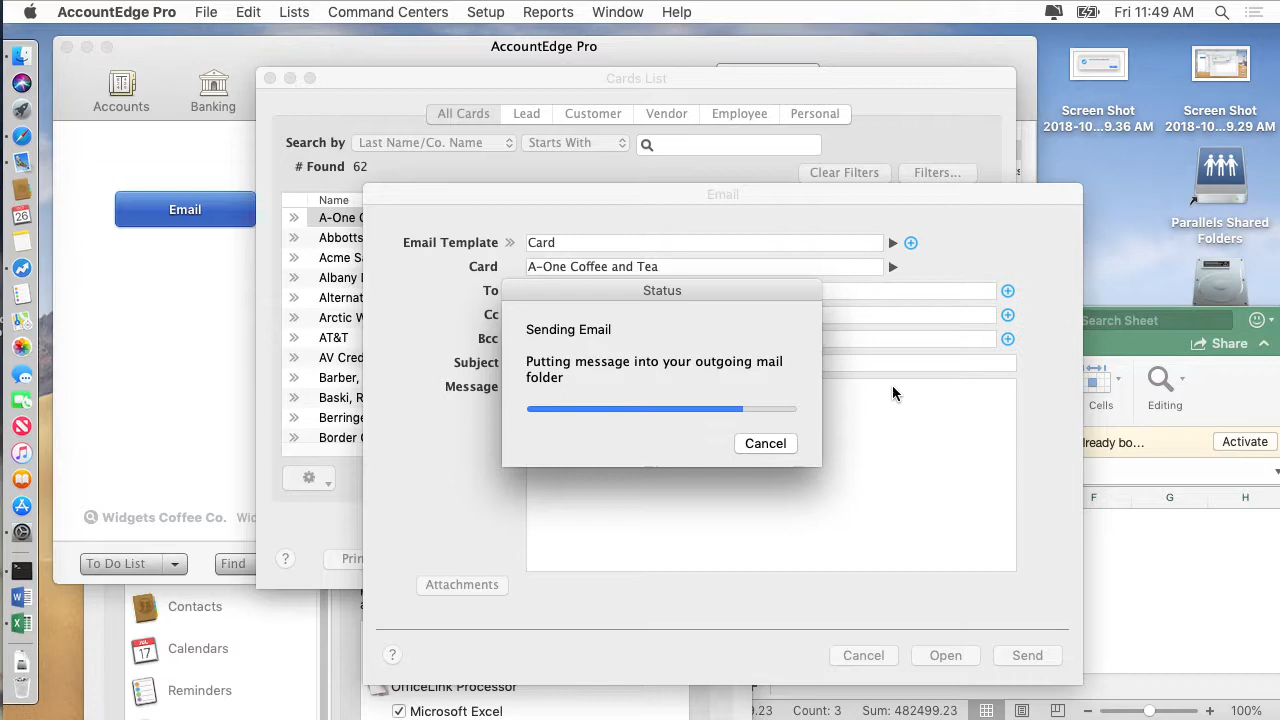 AccountEdge Pro File Edit Lists Command Centers Setup Reports Window Help Fri 11:49 AM
AccountEdge Pro
Accounts
Banking
Email
Widgets Coffee Co.
To Do List
Find
Cards List
All Cards Lead Customer Vendor Employee Personal
Search by Last Name/Co. Name Starts With
# Found 62
Clear Filters Filters...
Name
A-One C
Abbotts
Acme Sa
Albany
Alternat
Arctic W
AT&T
AV Cred
Barber,
Baski, R
Berringe
Border C
?
Email
Email Template Card
Card A-One Coffee and Tea
To
Cc
Bcc
Subject
Message
Attachments
?
Cancel Open Send
Status
Sending Email
Putting message into your outgoing mail
folder
Cancel
Screen Shot
2018-10...9.36 AM
Screen Shot
2018-10...9.29 AM
Parallels Shared
Folders
Search Sheet
Share
Cells
Editing
lready bo...
Activate
F G H
26
Contacts
JUL
17
Calendars
Reminders
OfficeLink Processor
Microsoft Excel
9.23 Count: 3 Sum: 482499.23
100%